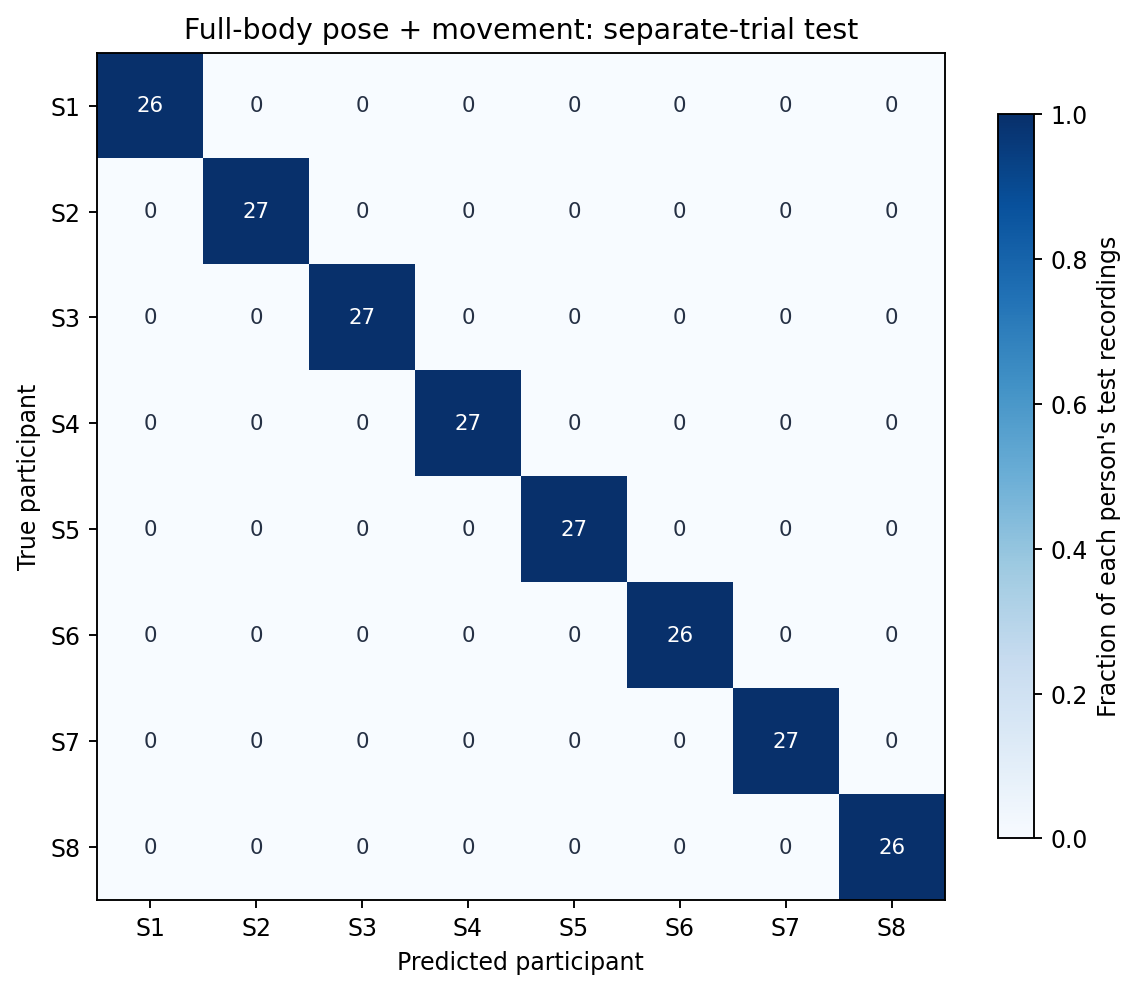 Full-body pose + movement: separate-trial test
S1 26 0 0 0 0 0 0 0
S2 0 27 0 0 0 0 0 0
S3 0 0 27 0 0 0 0 0
S4 0 0 0 27 0 0 0 0
S5 0 0 0 0 27 0 0 0
S6 0 0 0 0 0 26 0 0
S7 0 0 0 0 0 0 27 0
S8 0 0 0 0 0 0 0 26
S1 S2 S3 S4 S5 S6 S7 S8
Predicted participant
True participant
1.0
0.8
0.6
0.4
0.2
0.0
Fraction of each person's test recordings